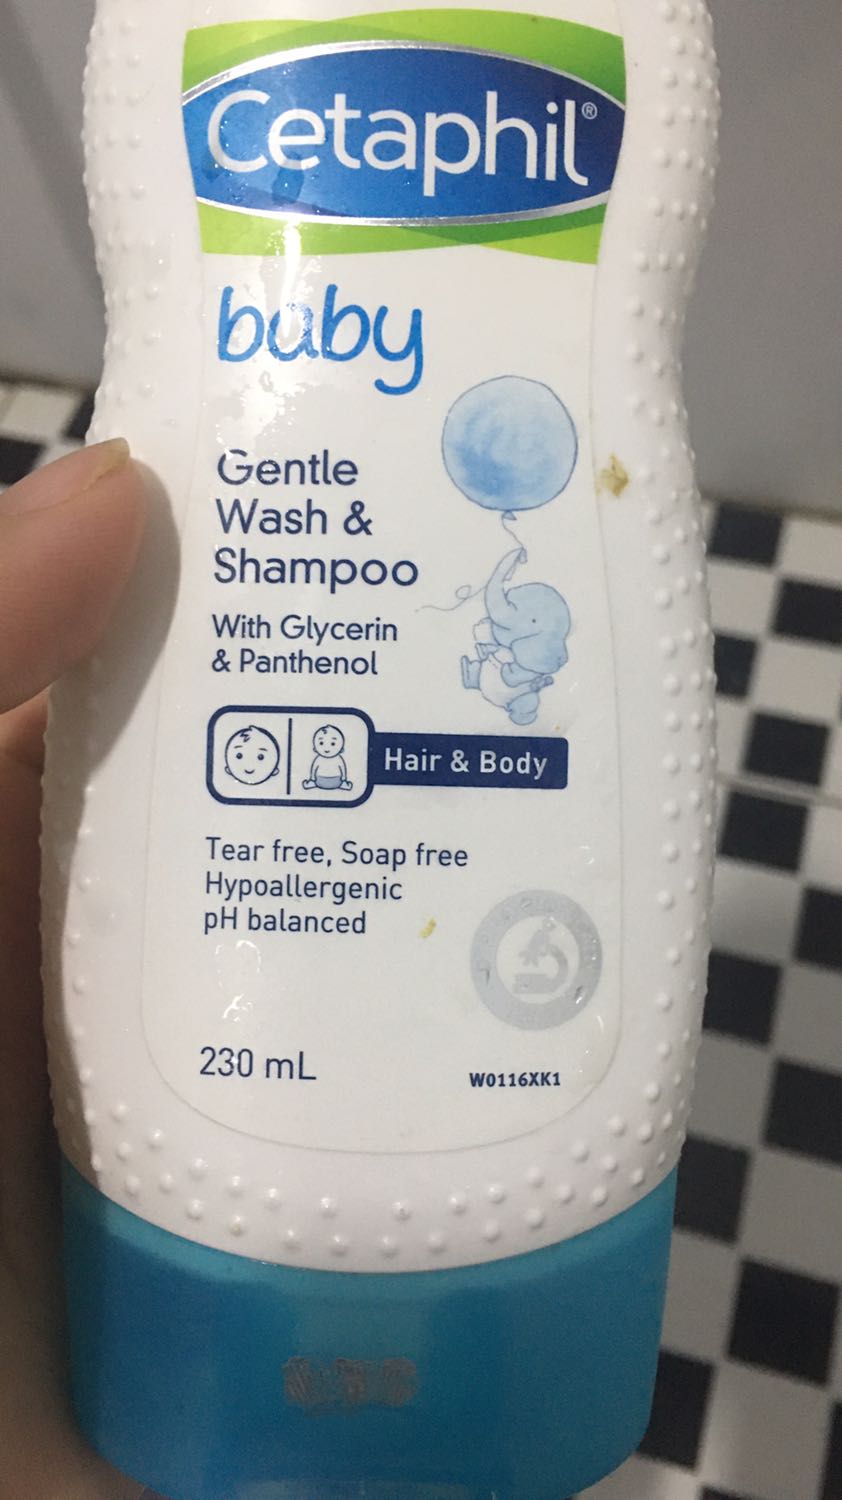 Cetaphil®
baby
Gentle
Wash &
Shampoo
With Glycerin
& Panthenol
Hair & Body
Tear free, Soap free
Hypoallergenic
pH balanced
230 mL
W0116XK1